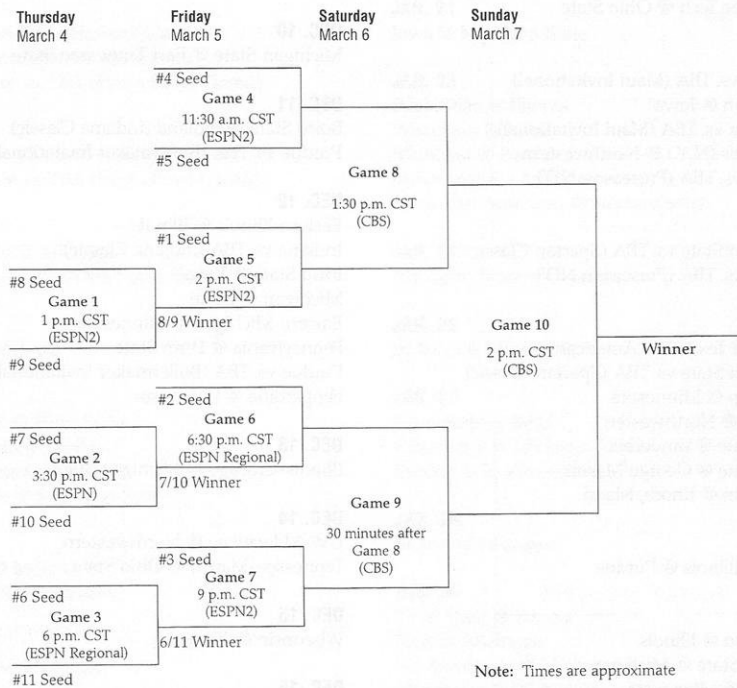 Thursday
March 4
Friday
March 5
Saturday
March 6
Sunday
March 7
#4 Seed
Game 4
11:30 a.m. CST
(ESPN2)
#5 Seed
Game 8
1:30 p.m. CST
(CBS)
#1 Seed
Game 5
2 p.m. CST
(ESPN2)
8/9 Winner
#8 Seed
Game 1
1 p.m. CST
(ESPN2)
#9 Seed
Game 10
2 p.m. CST
(CBS)
Winner
#2 Seed
Game 6
6:30 p.m. CST
(ESPN Regional)
7/10 Winner
#7 Seed
Game 2
3:30 p.m. CST
(ESPN)
#10 Seed
Game 9
30 minutes after
Game 8
(CBS)
#3 Seed
Game 7
9 p.m. CST
(ESPN2)
6/11 Winner
#6 Seed
Game 3
6 p.m. CST
(ESPN Regional)
#11 Seed
Note: Times are approximate